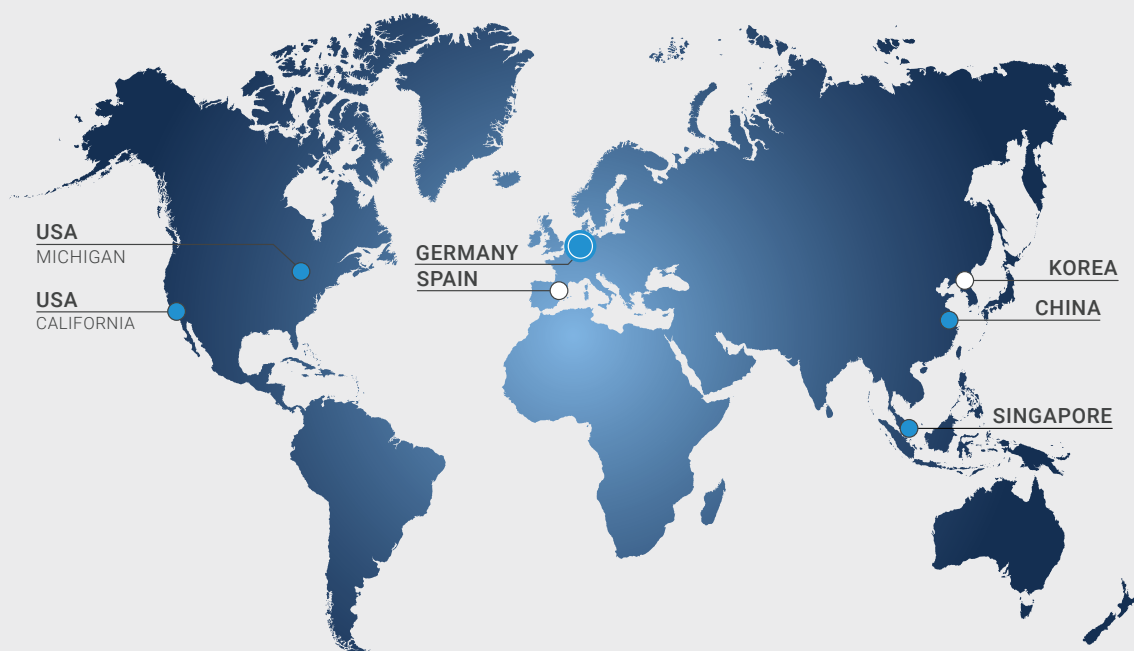 USA
MICHIGAN
USA
CALIFORNIA
GERMANY
SPAIN
KOREA
CHINA
SINGAPORE